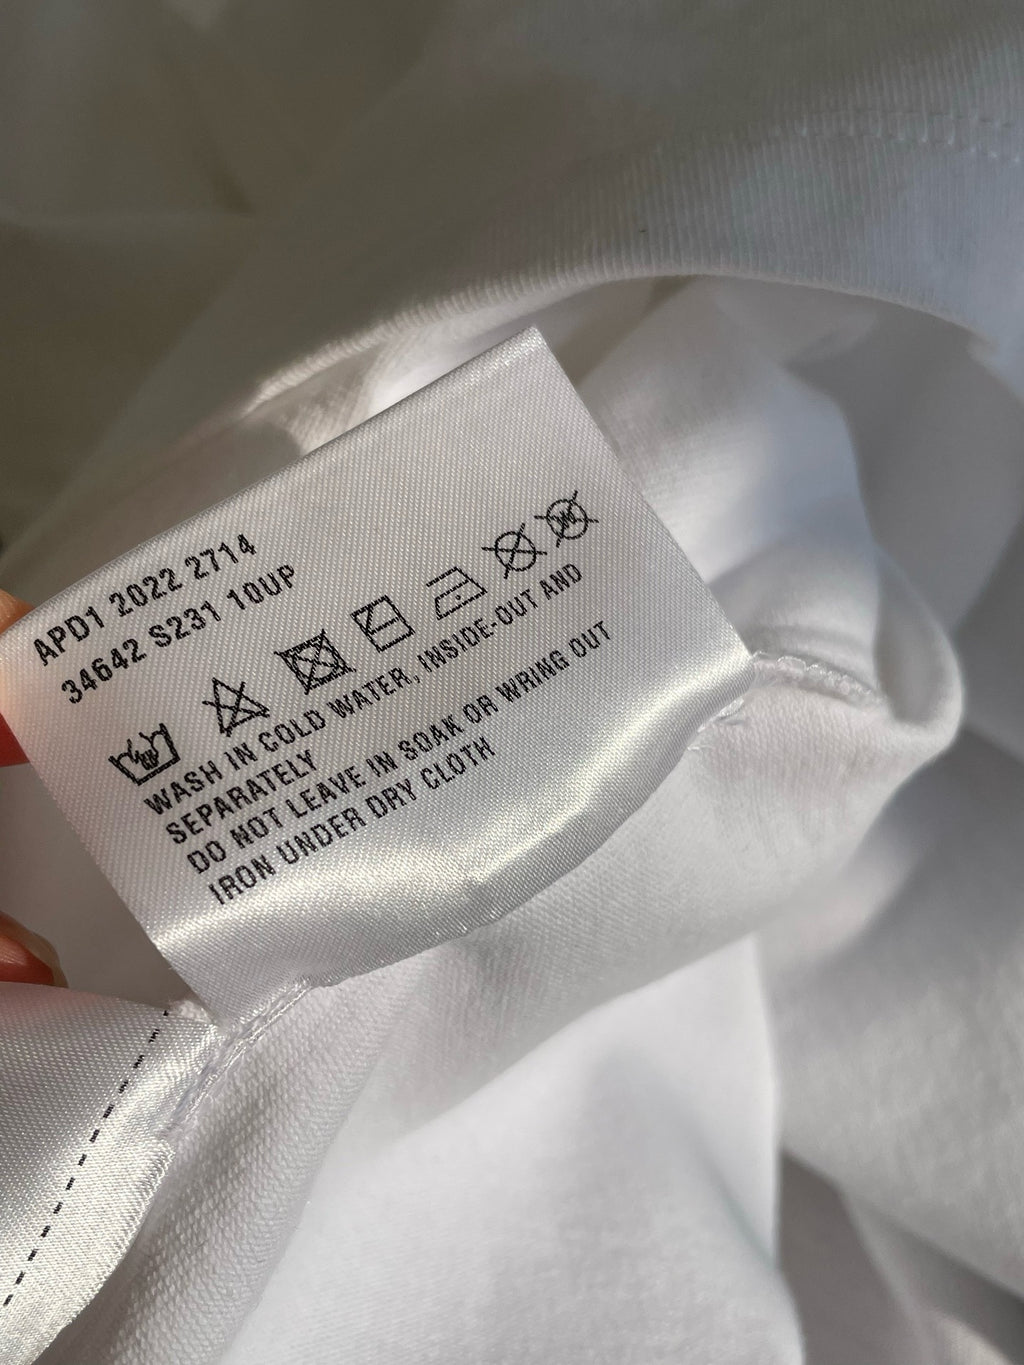 APD1 2022 2714
34642 S231 10UP
WASH IN COLD WATER, INSIDE-OUT AND
SEPARATELY
DO NOT LEAVE IN SOAK OR WRING OUT
IRON UNDER DRY CLOTH